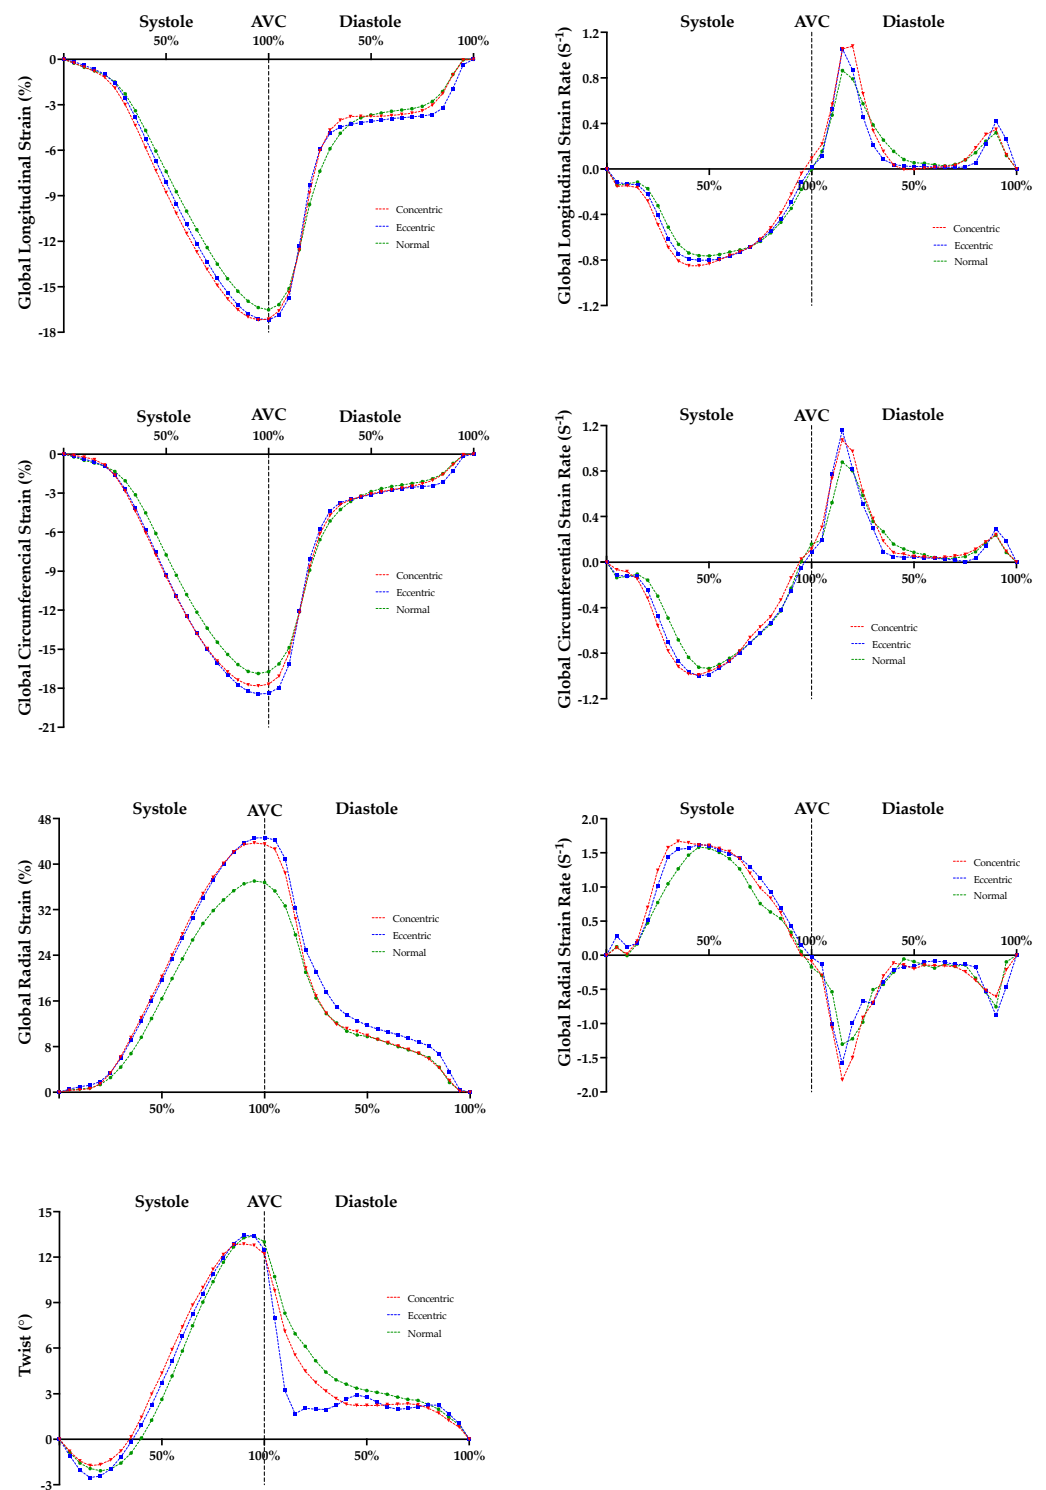 Systole AVC Diastole
50% 100% 50% 100%
0
-3
-6
-9
-12
-15
-18
Global Longitudinal Strain (%)
Concentric
Eccentric
Normal
Systole AVC Diastole
1.2
0.8
0.4
0.0
-0.4
-0.8
-1.2
50% 100% 50% 100%
Global Longtitudinal Strain Rate (S-1)
Concentric
Eccentric
Normal
Systole AVC Diastole
50% 100% 50% 100%
0
-3
-6
-9
-12
-15
-18
-21
Global Circumferencial Strain (%)
Concentric
Eccentric
Normal
Systole AVC Diastole
1.2
0.8
0.4
0.0
-0.4
-0.8
-1.2
50% 100% 50% 100%
Global Circumferential Strain Rate (S-1)
Concentric
Eccentric
Normal
Systole AVC Diastole
48
40
32
24
16
8
0
50% 100% 50% 100%
Global Radial Strain (%)
Concentric
Eccentric
Normal
Systole AVC Diastole
2.0
1.5
1.0
0.5
0.0
-0.5
-1.0
-1.5
-2.0
50% 100% 50% 100%
Global Radial Strain Rate (S-1)
Concentric
Eccentric
Normal
Systole AVC Diastole
15
12
9
6
3
0
-3
50% 100% 50% 100%
Twist (°)
Concentric
Eccentric
Normal